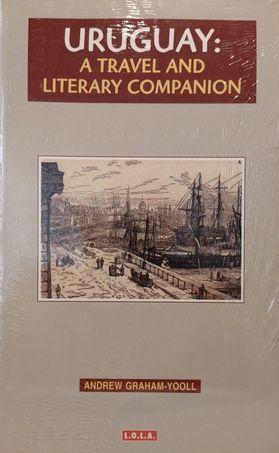 URUGUAY:
A TRAVEL AND
LITERARY COMPANION
ANDREW GRAHAM-YOOLL
L.O.L.A.